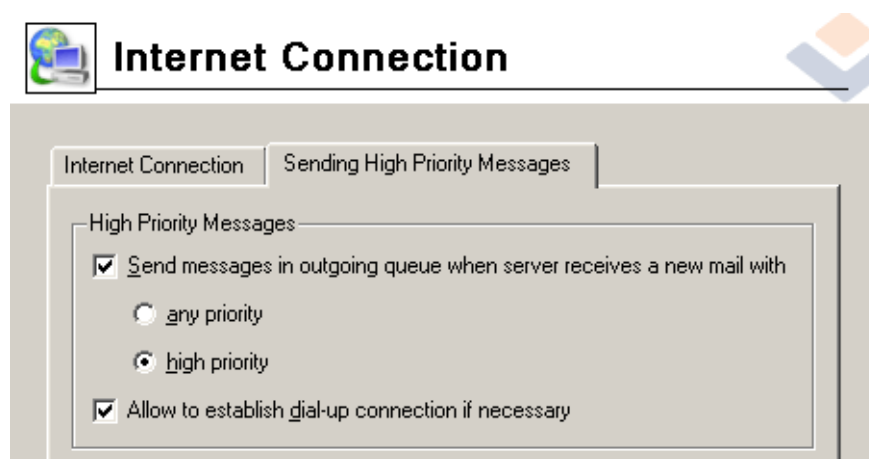 Internet Connection
Internet Connection
Sending High Priority Messages
High Priority Messages
Send messages in outgoing queue when server receives a new mail with
any priority
high priority
Allow to establish dial-up connection if necessary